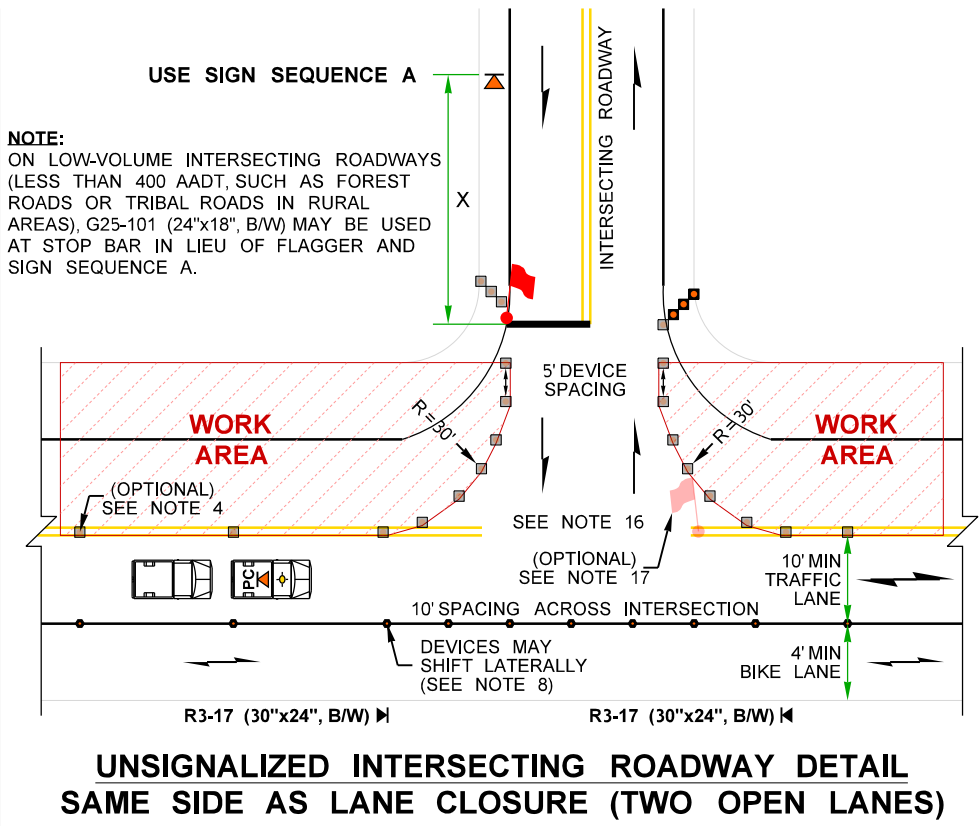 USE SIGN SEQUENCE A
NOTE:
ON LOW-VOLUME INTERSECTING ROADWAYS
(LESS THAN 400 AADT, SUCH AS FOREST
ROADS OR TRIBAL ROADS IN RURAL
AREAS), G25-101 (24"x18", B/W) MAY BE USED
AT STOP BAR IN LIEU OF FLAGGER AND
SIGN SEQUENCE A.
X
INTERSECTING ROADWAY
5' DEVICE
SPACING
WORK
AREA
R=30'
R=30'
WORK
AREA
(OPTIONAL)
SEE NOTE 4
SEE NOTE 16
(OPTIONAL)
SEE NOTE 17
10' MIN
TRAFFIC
LANE
PC
10' SPACING ACROSS INTERSECTION
DEVICES MAY
SHIFT LATERALLY
(SEE NOTE 8)
4' MIN
BIKE LANE
R3-17 (30"x24", B/W)
R3-17 (30"x24", B/W)
UNSIGNALIZED INTERSECTING ROADWAY DETAIL
SAME SIDE AS LANE CLOSURE (TWO OPEN LANES)